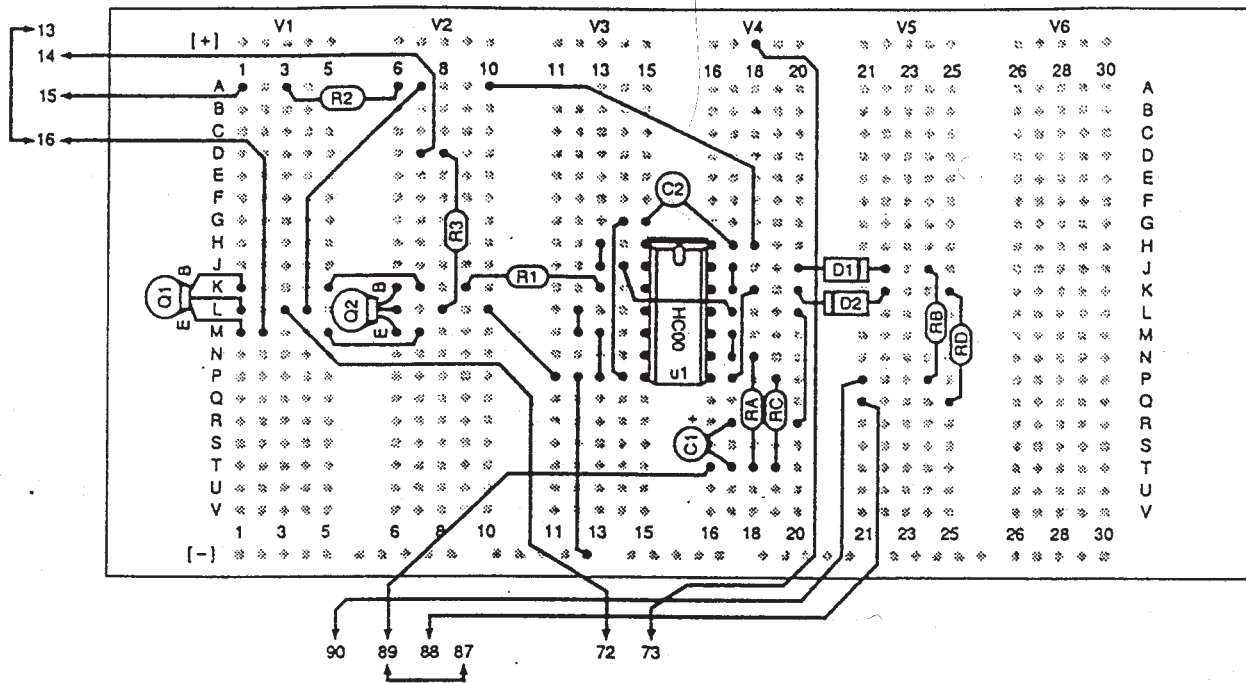 V1 V2 V3 V4 V5 V6
[+]
1 3 5 6 8 10 11 13 15 16 18 20 21 23 25 26 28 30
13
14
15
16
A A
B B
C C
D D
E E
F F
G G
H H
J J
K K
L L
M M
N N
P P
Q Q
R R
S S
T T
U U
V V
R2
C2
R3
R1
D1
D2
Q1 B E
Q2 B E
HC00
u1
RB
RD
RA
RC
C1 +
1 3 5 6 8 10 11 13 15 16 18 20 21 23 25 26 28 30
[-]
90 89 88 87 72 73